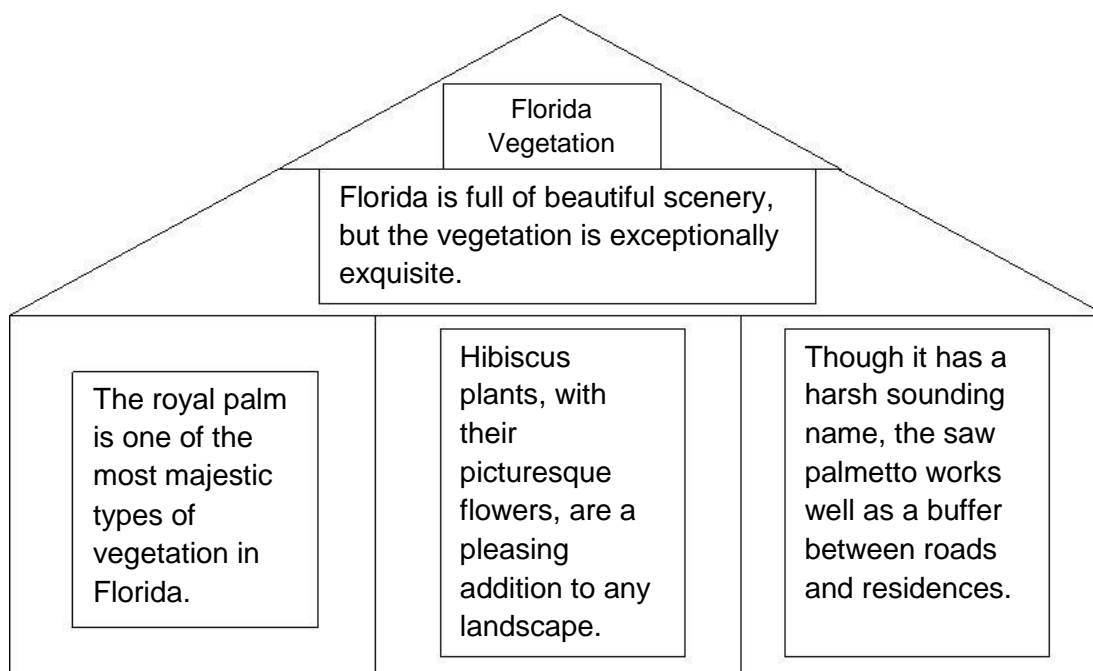 Florida
Vegetation
Florida is full of beautiful scenery,
but the vegetation is exceptionally
exquisite.
The royal palm
is one of the
most majestic
types of
vegetation in
Florida.
Hibiscus
plants, with
their
picturesque
flowers, are a
pleasing
addition to any
landscape.
Though it has a
harsh sounding
name, the saw
palmetto works
well as a buffer
between roads
and residences.